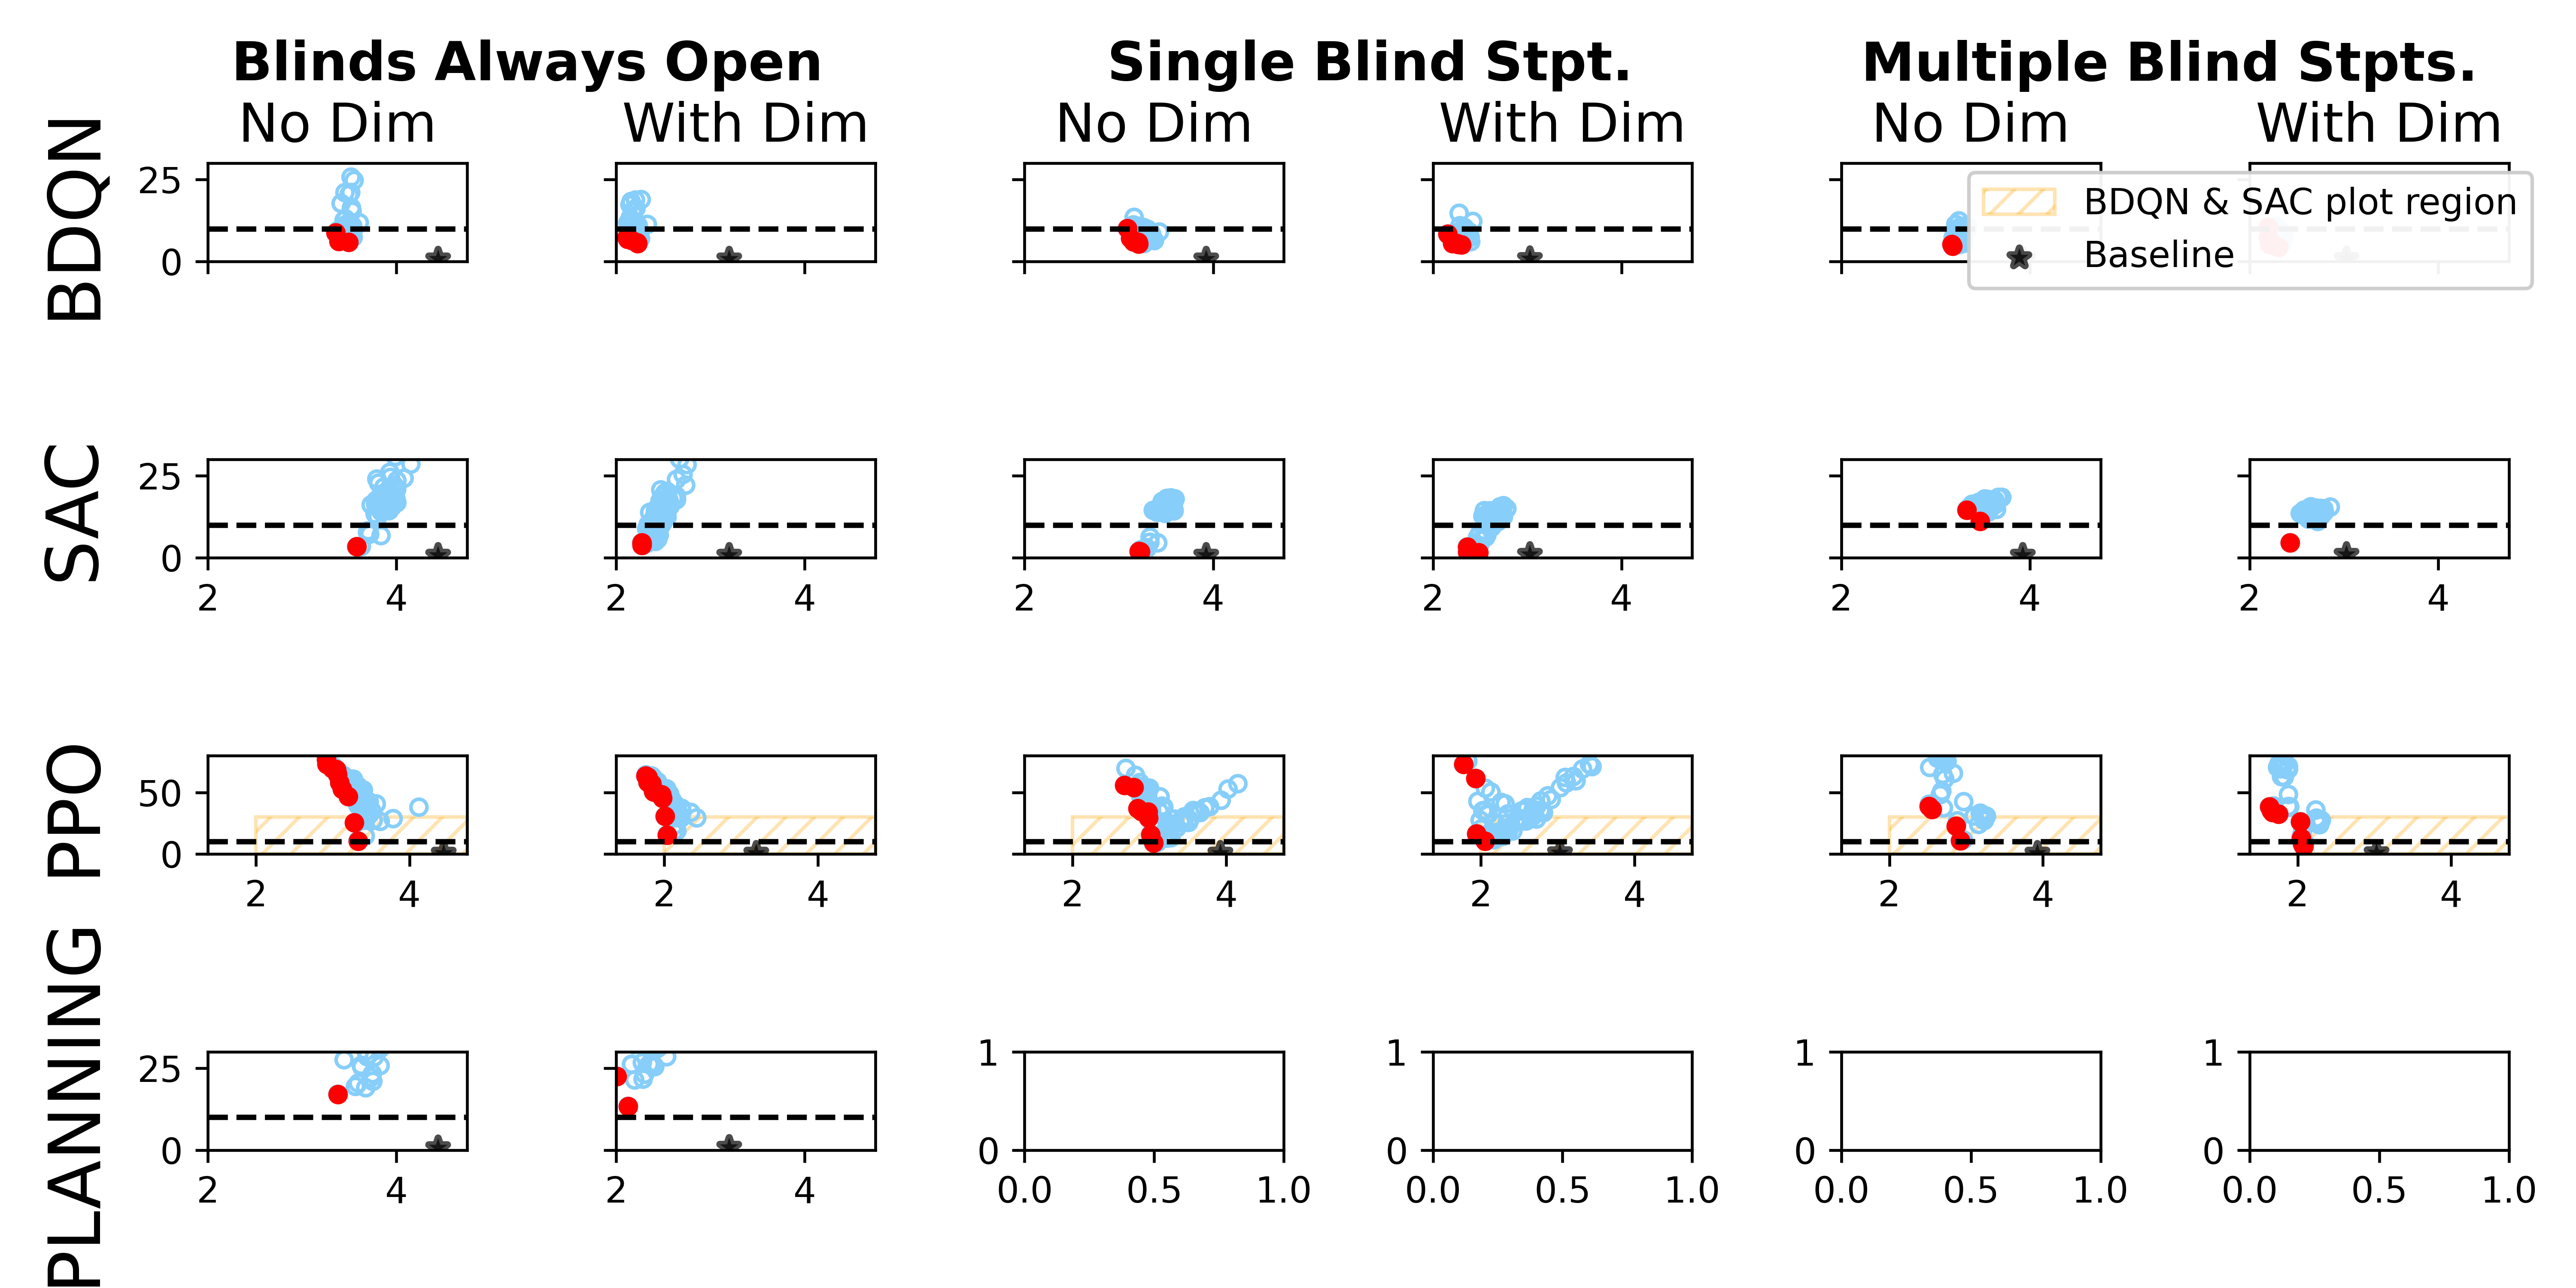 Blinds Always Open Single Blind Stpt. Multiple Blind Stpts.
No Dim With Dim No Dim With Dim No Dim With Dim
BDQN
25
0
BDQN & SAC plot region
Baseline
SAC
25
0
2 4 2 4 2 4 2 4 2 4 2 4
PPO
50
0
2 4 2 4 2 4 2 4 2 4 2 4
PLANNING
25 1 1 1 1
0 0 0 0 0
2 4 2 4 0.0 0.5 1.0 0.0 0.5 1.0 0.0 0.5 1.0 0.0 0.5 1.0